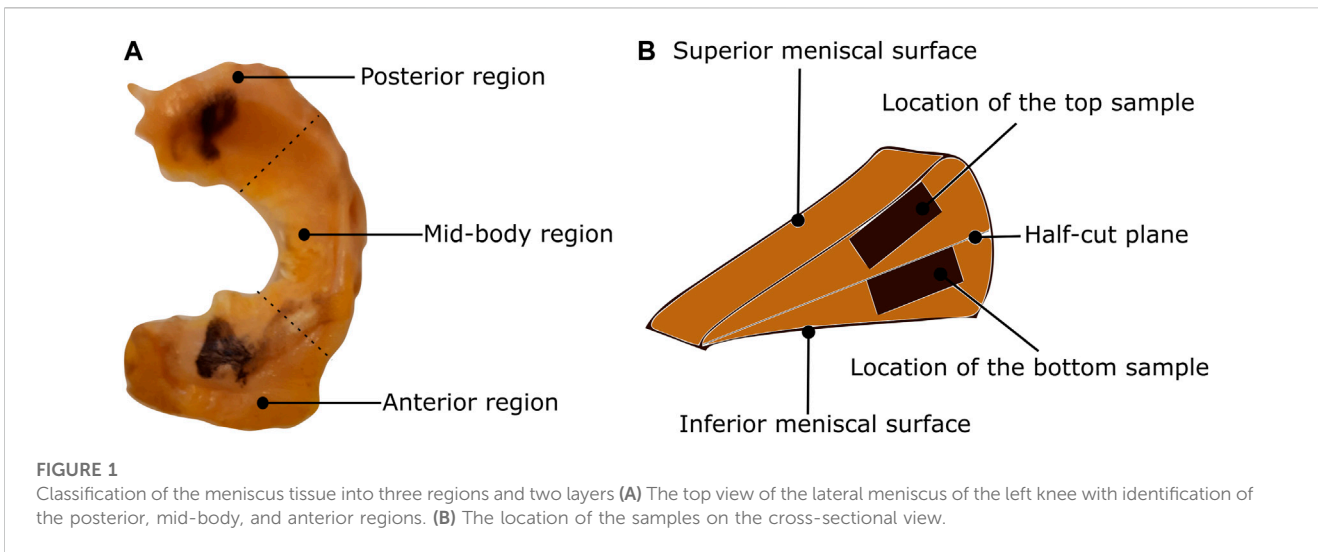 A
Posterior region
Mid-body region
Anterior region
B
Superior meniscal surface
Location of the top sample
Half-cut plane
Location of the bottom sample
Inferior meniscal surface
FIGURE 1
Classification of the meniscus tissue into three regions and two layers (A) The top view of the lateral meniscus of the left knee with identification of
the posterior, mid-body, and anterior regions. (B) The location of the samples on the cross-sectional view.